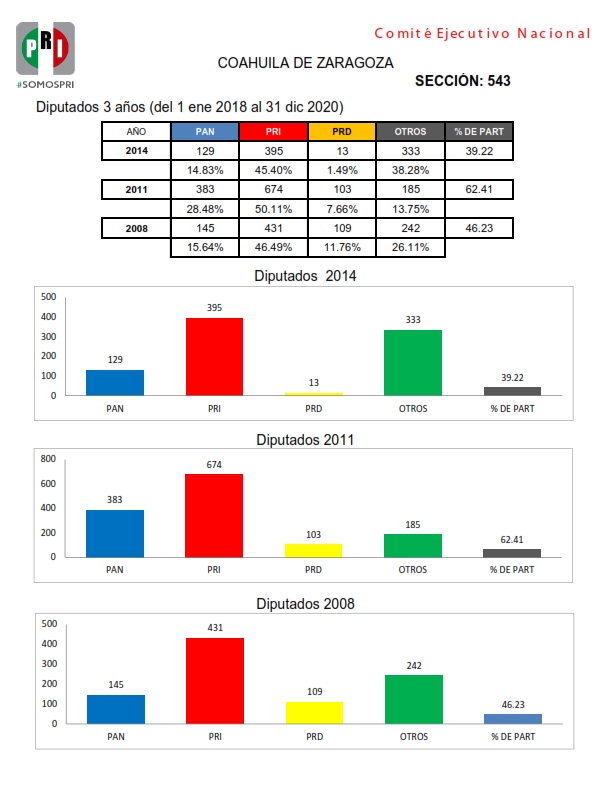 Comité Ejecutivo Nacional
PRI
#SOMOSPRI
COAHUILA DE ZARAGOZA
SECCIÓN: 543
Diputados 3 años (del 1 ene 2018 al 31 dic 2020)
AÑO PAN PRI PRD OTROS % DE PART
2014 129 395 13 333 39.22
14.83% 45.40% 1.49% 38.28%
2011 383 674 103 185 62.41
28.48% 50.11% 7.66% 13.75%
2008 145 431 109 242 46.23
15.64% 46.49% 11.76% 26.11%
Diputados 2014
500
400
300
200
100
0
129 395 13 333 39.22
PAN PRI PRD OTROS % DE PART
Diputados 2011
800
600
400
200
0
383 674 103 185 62.41
PAN PRI PRD OTROS % DE PART
Diputados 2008
500
400
300
200
100
0
145 431 109 242 46.23
PAN PRI PRD OTROS % DE PART